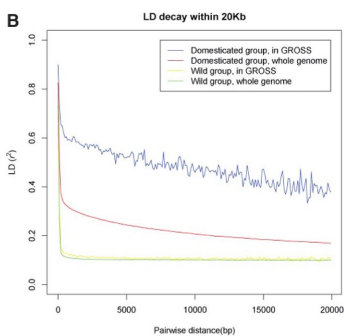 B
LD decay within 20Kb
Domesticated group, in GROSS
Domesticated group, whole genome
Wild group, in GROSS
Wild group, whole genome
LD (r²)
1.0
0.8
0.6
0.4
0.2
0.0
0
5000
10000
15000
20000
Pairwise distance(bp)